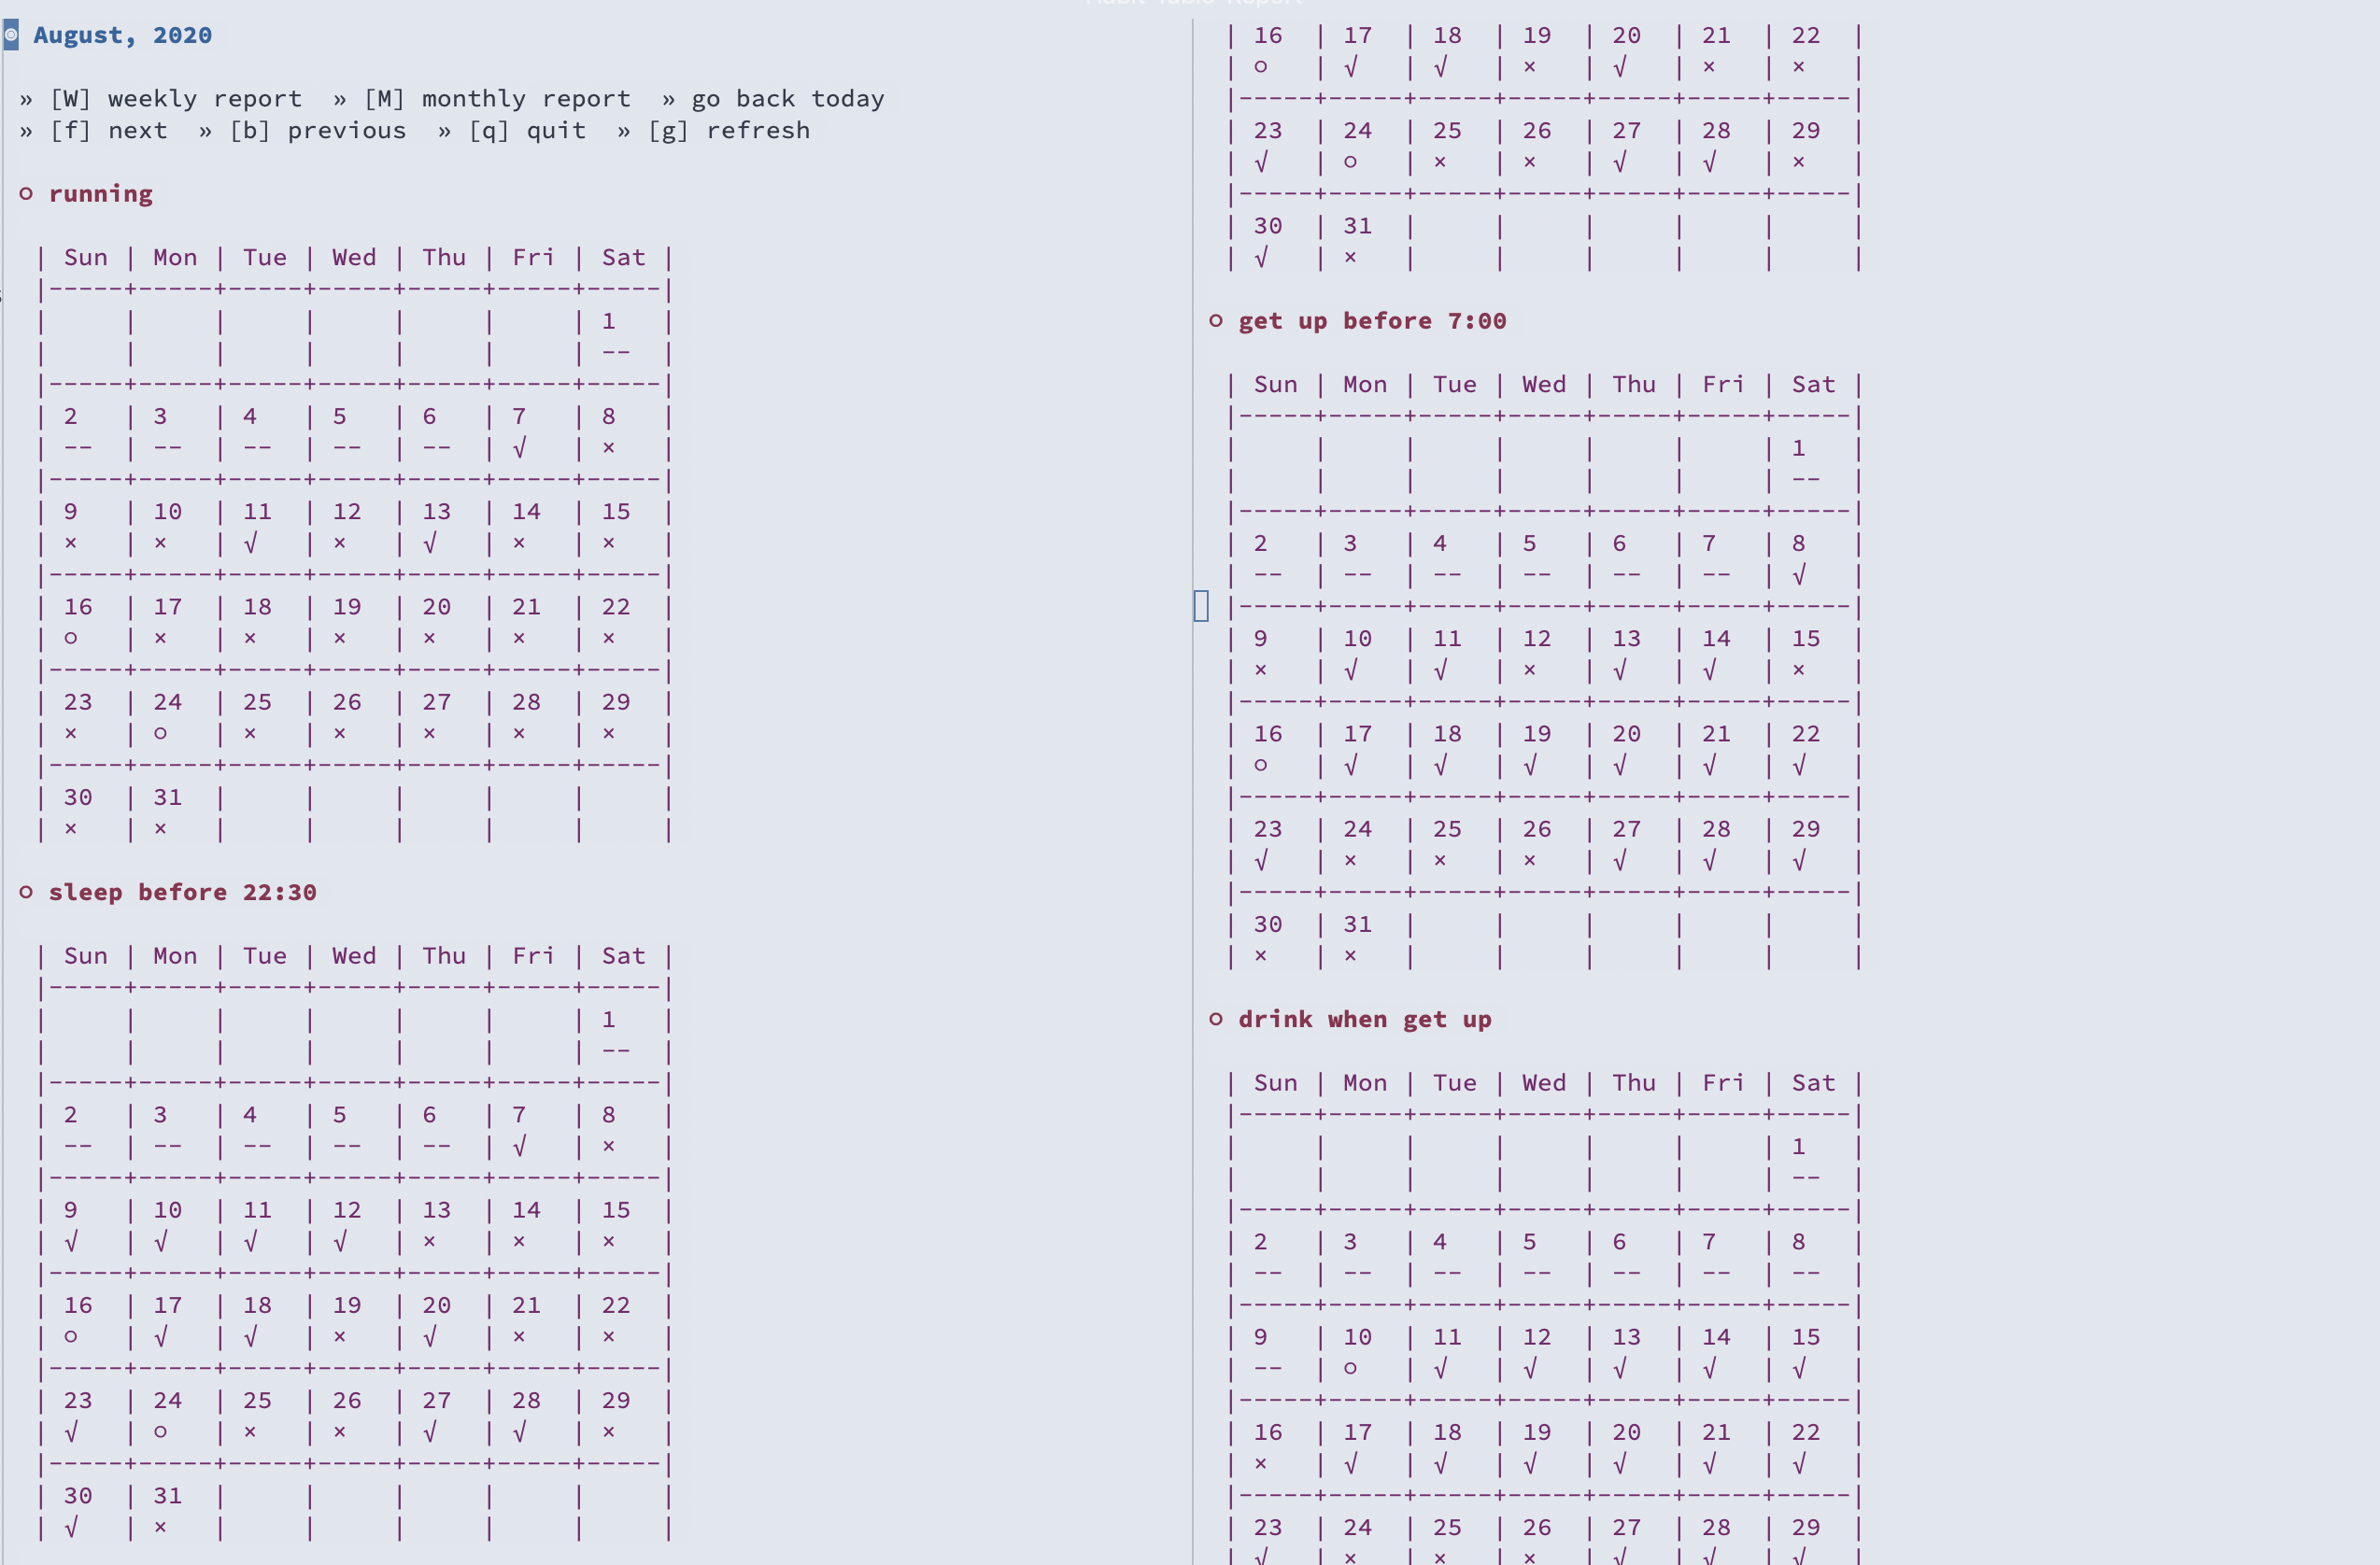 Habit Table Report
◎ August, 2020
» [W] weekly report  » [M] monthly report  » go back today
» [f] next  » [b] previous  » [q] quit  » [g] refresh
○ running
| Sun | Mon | Tue | Wed | Thu | Fri | Sat |
|-----+-----+-----+-----+-----+-----+-----|
|     |     |     |     |     |     | 1   |
|     |     |     |     |     |     | --  |
|-----+-----+-----+-----+-----+-----+-----|
| 2   | 3   | 4   | 5   | 6   | 7   | 8   |
| --  | --  | --  | --  | --  | √   | ×   |
|-----+-----+-----+-----+-----+-----+-----|
| 9   | 10  | 11  | 12  | 13  | 14  | 15  |
| ×   | ×   | √   | ×   | √   | ×   | ×   |
|-----+-----+-----+-----+-----+-----+-----|
| 16  | 17  | 18  | 19  | 20  | 21  | 22  |
| ○   | ×   | ×   | ×   | ×   | ×   | ×   |
|-----+-----+-----+-----+-----+-----+-----|
| 23  | 24  | 25  | 26  | 27  | 28  | 29  |
| ×   | ○   | ×   | ×   | ×   | ×   | ×   |
|-----+-----+-----+-----+-----+-----+-----|
| 30  | 31  |     |     |     |     |     |
| ×   | ×   |     |     |     |     |     |
○ sleep before 22:30
| Sun | Mon | Tue | Wed | Thu | Fri | Sat |
|-----+-----+-----+-----+-----+-----+-----|
|     |     |     |     |     |     | 1   |
|     |     |     |     |     |     | --  |
|-----+-----+-----+-----+-----+-----+-----|
| 2   | 3   | 4   | 5   | 6   | 7   | 8   |
| --  | --  | --  | --  | --  | √   | ×   |
|-----+-----+-----+-----+-----+-----+-----|
| 9   | 10  | 11  | 12  | 13  | 14  | 15  |
| √   | √   | √   | √   | ×   | ×   | ×   |
|-----+-----+-----+-----+-----+-----+-----|
| 16  | 17  | 18  | 19  | 20  | 21  | 22  |
| ○   | √   | √   | ×   | √   | ×   | ×   |
|-----+-----+-----+-----+-----+-----+-----|
| 23  | 24  | 25  | 26  | 27  | 28  | 29  |
| √   | ○   | ×   | ×   | √   | √   | ×   |
|-----+-----+-----+-----+-----+-----+-----|
| 30  | 31  |     |     |     |     |     |
| √   | ×   |     |     |     |     |     |
| 16  | 17  | 18  | 19  | 20  | 21  | 22  |
| ○   | √   | √   | ×   | √   | ×   | ×   |
|-----+-----+-----+-----+-----+-----+-----|
| 23  | 24  | 25  | 26  | 27  | 28  | 29  |
| √   | ○   | ×   | ×   | √   | √   | ×   |
|-----+-----+-----+-----+-----+-----+-----|
| 30  | 31  |     |     |     |     |     |
| √   | ×   |     |     |     |     |     |
○ get up before 7:00
| Sun | Mon | Tue | Wed | Thu | Fri | Sat |
|-----+-----+-----+-----+-----+-----+-----|
|     |     |     |     |     |     | 1   |
|     |     |     |     |     |     | --  |
|-----+-----+-----+-----+-----+-----+-----|
| 2   | 3   | 4   | 5   | 6   | 7   | 8   |
| --  | --  | --  | --  | --  | --  | √   |
|-----+-----+-----+-----+-----+-----+-----|
| 9   | 10  | 11  | 12  | 13  | 14  | 15  |
| ×   | √   | √   | ×   | √   | √   | ×   |
|-----+-----+-----+-----+-----+-----+-----|
| 16  | 17  | 18  | 19  | 20  | 21  | 22  |
| ○   | √   | √   | √   | √   | √   | √   |
|-----+-----+-----+-----+-----+-----+-----|
| 23  | 24  | 25  | 26  | 27  | 28  | 29  |
| √   | ×   | ×   | ×   | √   | √   | √   |
|-----+-----+-----+-----+-----+-----+-----|
| 30  | 31  |     |     |     |     |     |
| ×   | ×   |     |     |     |     |     |
○ drink when get up
| Sun | Mon | Tue | Wed | Thu | Fri | Sat |
|-----+-----+-----+-----+-----+-----+-----|
|     |     |     |     |     |     | 1   |
|     |     |     |     |     |     | --  |
|-----+-----+-----+-----+-----+-----+-----|
| 2   | 3   | 4   | 5   | 6   | 7   | 8   |
| --  | --  | --  | --  | --  | --  | --  |
|-----+-----+-----+-----+-----+-----+-----|
| 9   | 10  | 11  | 12  | 13  | 14  | 15  |
| --  | ○   | √   | √   | √   | √   | √   |
|-----+-----+-----+-----+-----+-----+-----|
| 16  | 17  | 18  | 19  | 20  | 21  | 22  |
| ×   | √   | √   | √   | √   | √   | √   |
|-----+-----+-----+-----+-----+-----+-----|
| 23  | 24  | 25  | 26  | 27  | 28  | 29  |
| √   | ×   | ×   | ×   | √   | √   | √   |